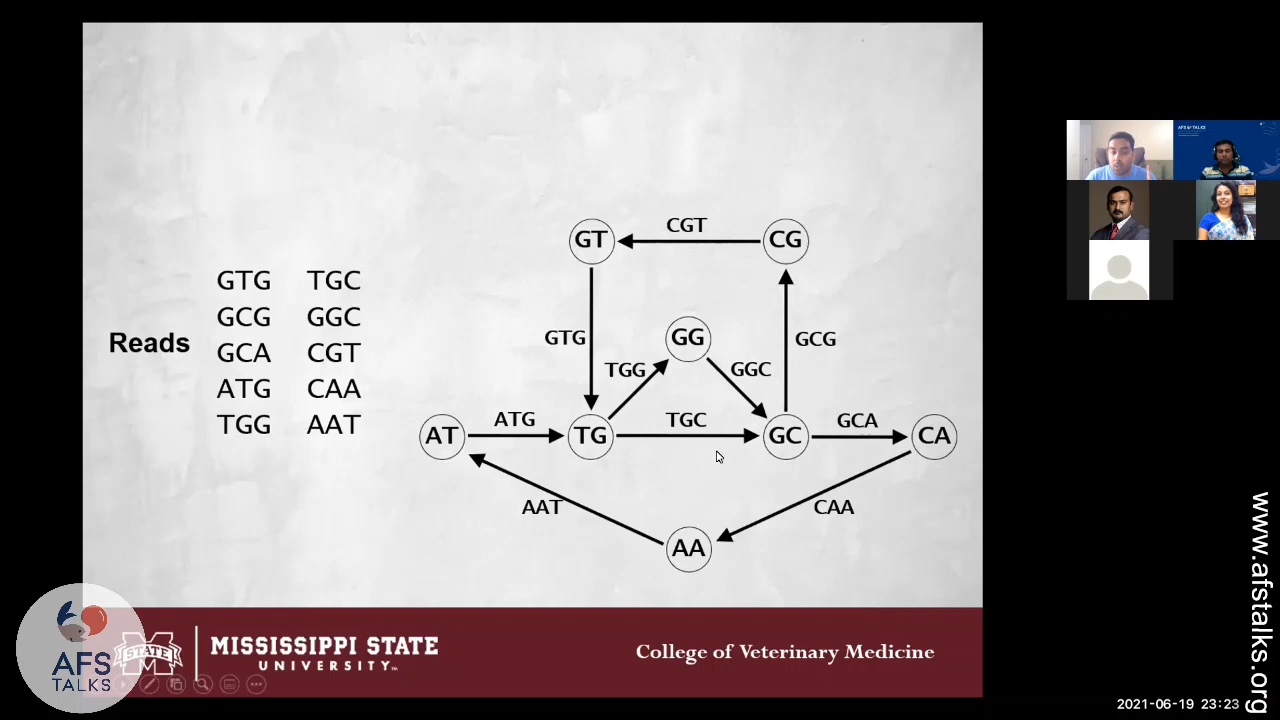 GT
CGT
CG
GTG TGC
GCG GGC
Reads
GCA CGT
ATG CAA
TGG AAT
GTG
GG
GCG
TGG
GGC
AT
ATG
TG
TGC
GC
GCA
CA
AAT
CAA
AA
STATE
MISSISSIPPI STATE
UNIVERSITY™
College of Veterinary Medicine
AFS
TALKS
www.afstalks.org
2021-06-19 23:23